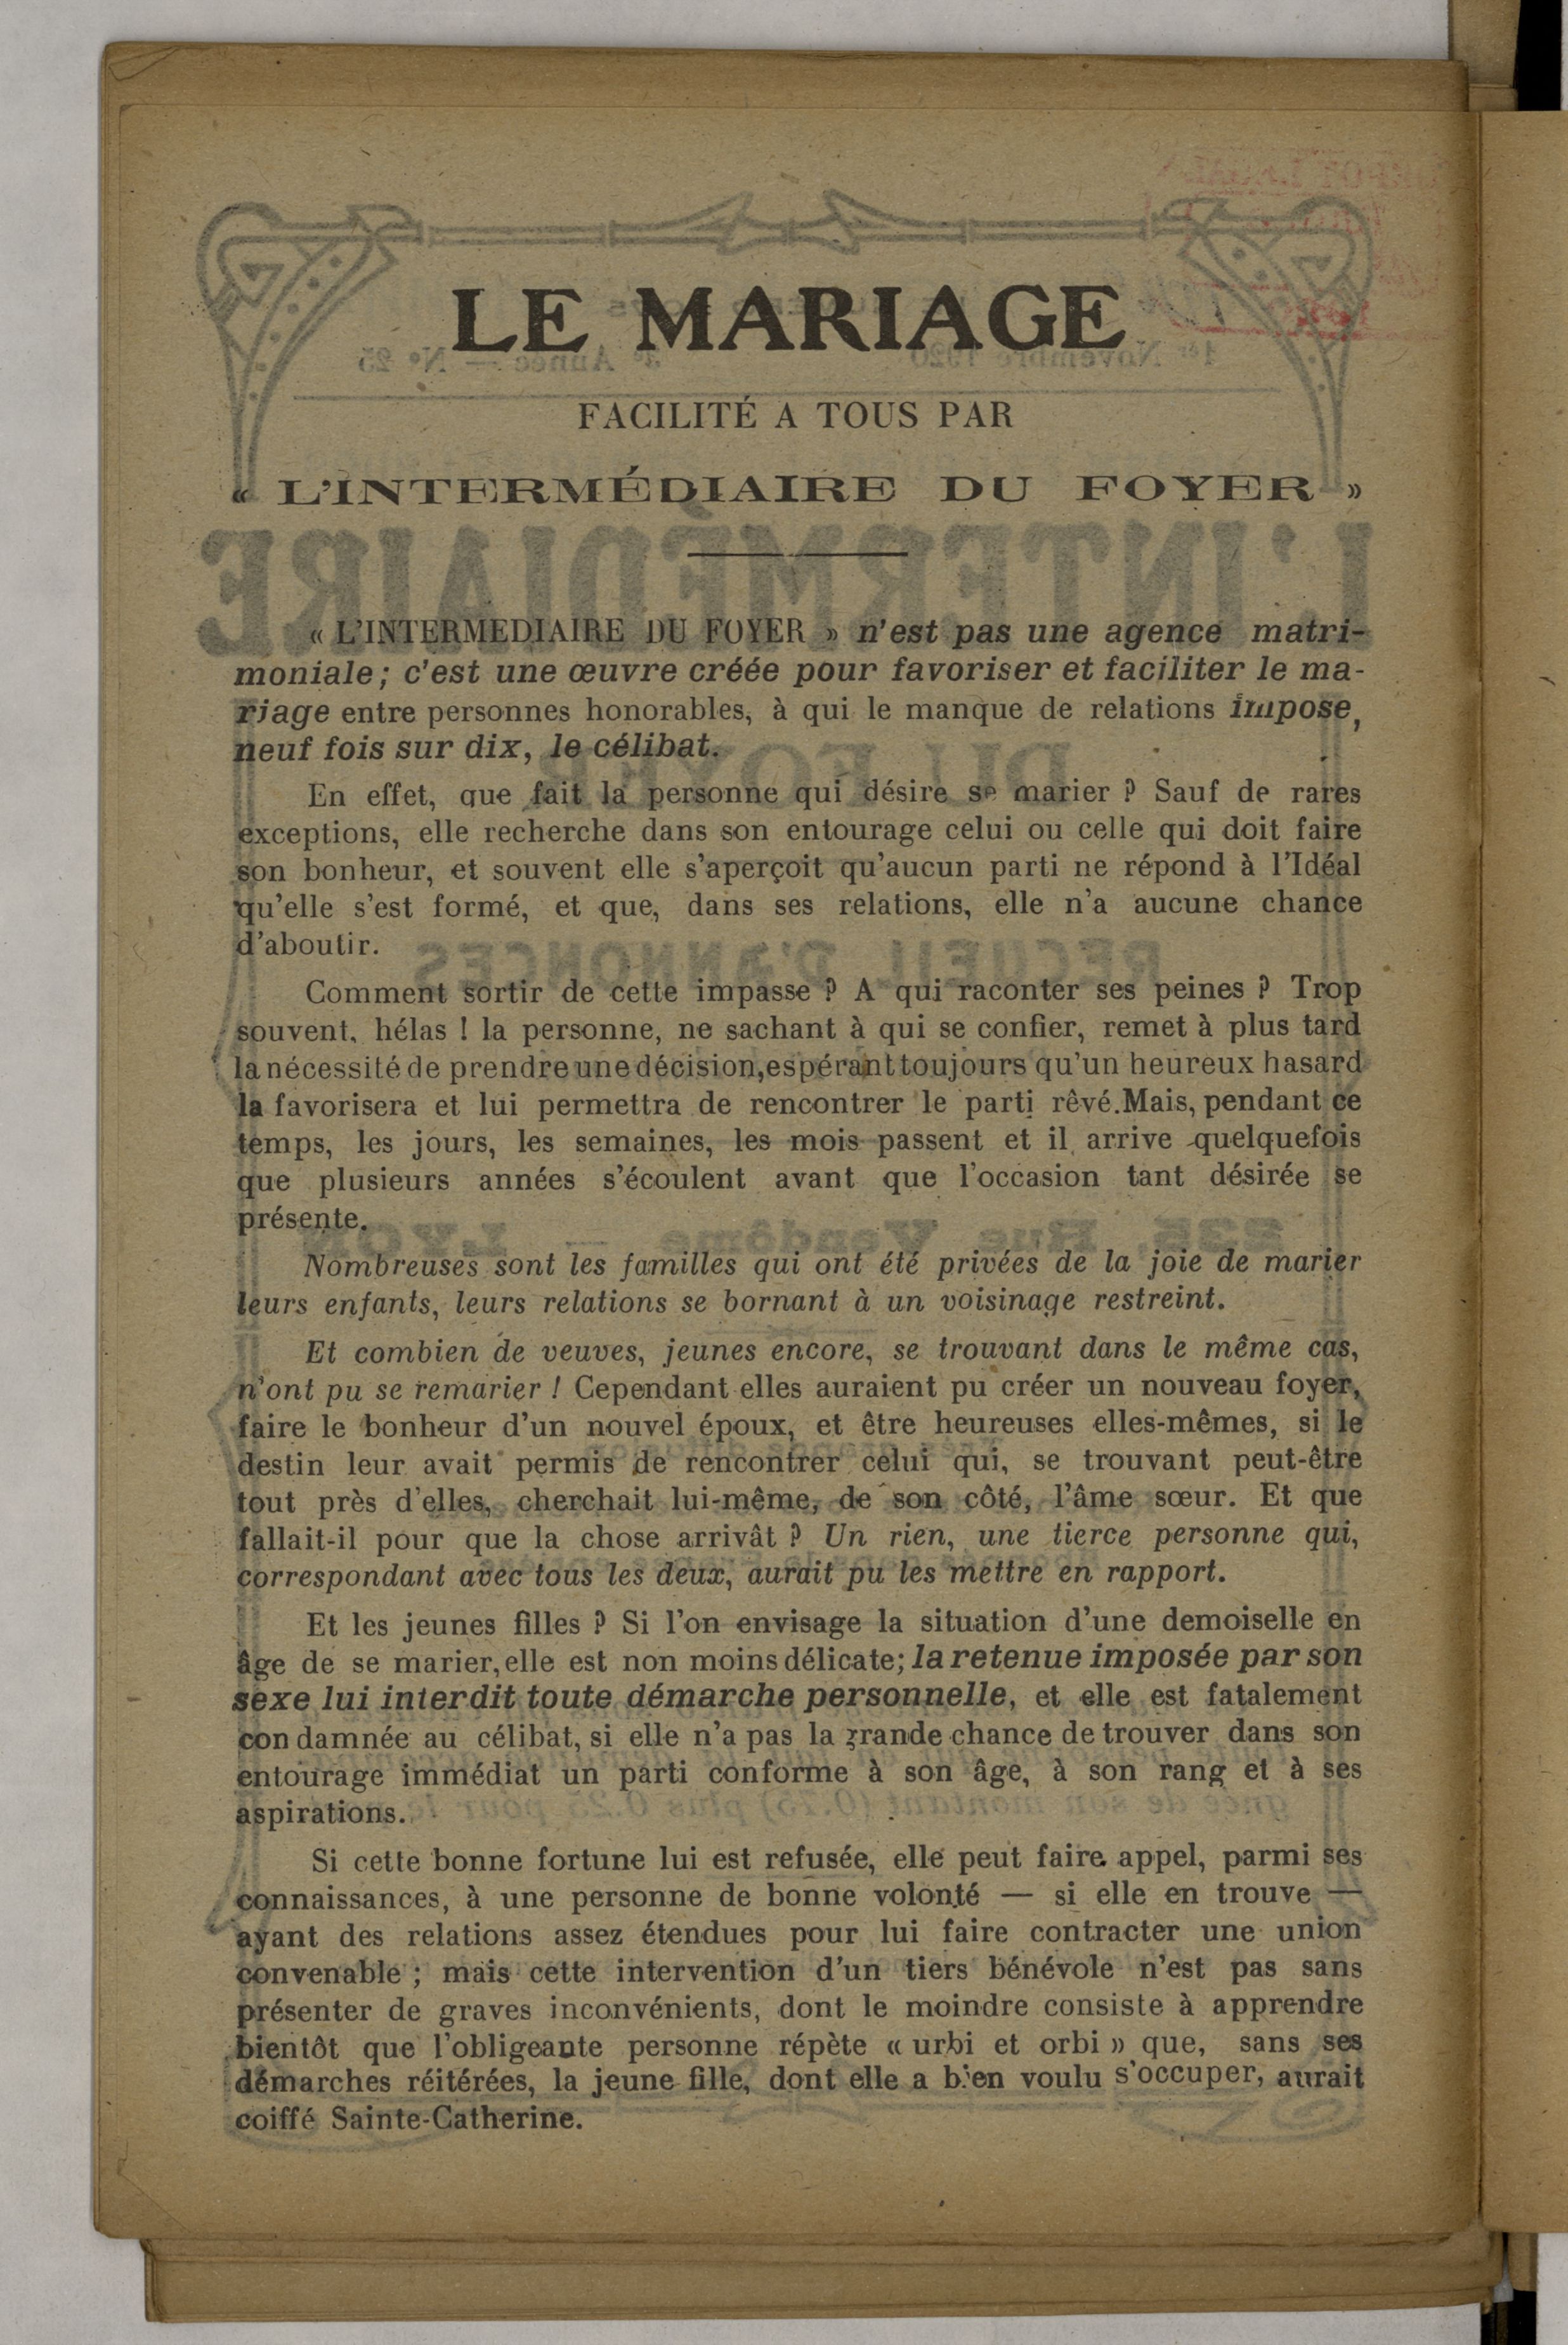 LE MARIAGE
FACILITÉ A TOUS PAR
« L'INTERMÉDIAIRE DU FOYER »
« L'INTERMEDIAIRE DU FOYER » n'est pas une agence matri-
moniale; c'est une œuvre créée pour favoriser et faciliter le ma-
riage entre personnes honorables, à qui le manque de relations impose,
neuf fois sur dix, le célibat.
En effet, que fait la personne qui désire se marier ? Sauf de rares
exceptions, elle recherche dans son entourage celui ou celle qui doit faire
son bonheur, et souvent elle s'aperçoit qu'aucun parti ne répond à l'Idéal
qu'elle s'est formé, et que, dans ses relations, elle n'a aucune chance
d'aboutir.
Comment sortir de cette impasse ? A qui raconter ses peines ? Trop
souvent, hélas ! la personne, ne sachant à qui se confier, remet à plus tard
la nécessité de prendre une décision, espérant toujours qu'un heureux hasard
la favorisera et lui permettra de rencontrer le parti rêvé. Mais, pendant ce
temps, les jours, les semaines, les mois passent et il arrive quelquefois
que plusieurs années s'écoulent avant que l'occasion tant désirée se
présente.
Nombreuses sont les familles qui ont été privées de la joie de marier
leurs enfants, leurs relations se bornant à un voisinage restreint.
Et combien de veuves, jeunes encore, se trouvant dans le même cas,
n'ont pu se remarier ! Cependant elles auraient pu créer un nouveau foyer,
faire le bonheur d'un nouvel époux, et être heureuses elles-mêmes, si le
destin leur avait permis de rencontrer celui qui, se trouvant peut-être
tout près d'elles, cherchait lui-même, de son côté, l'âme sœur. Et que
fallait-il pour que la chose arrivât ? Un rien, une tierce personne qui,
correspondant avec tous les deux, aurait pu les mettre en rapport.
Et les jeunes filles ? Si l'on envisage la situation d'une demoiselle en
âge de se marier, elle est non moins délicate; la retenue imposée par son
sexe lui interdit toute démarche personnelle, et elle est fatalement
condamnée au célibat, si elle n'a pas la grande chance de trouver dans son
entourage immédiat un parti conforme à son âge, à son rang et à ses
aspirations.
Si cette bonne fortune lui est refusée, elle peut faire appel, parmi ses
connaissances, à une personne de bonne volonté — si elle en trouve —
ayant des relations assez étendues pour lui faire contracter une union
convenable ; mais cette intervention d'un tiers bénévole n'est pas sans
présenter de graves inconvénients, dont le moindre consiste à apprendre
bientôt que l'obligeante personne répète « urbi et orbi » que, sans ses
démarches réitérées, la jeune fille, dont elle a bien voulu s'occuper, aurait
coiffé Sainte-Catherine.